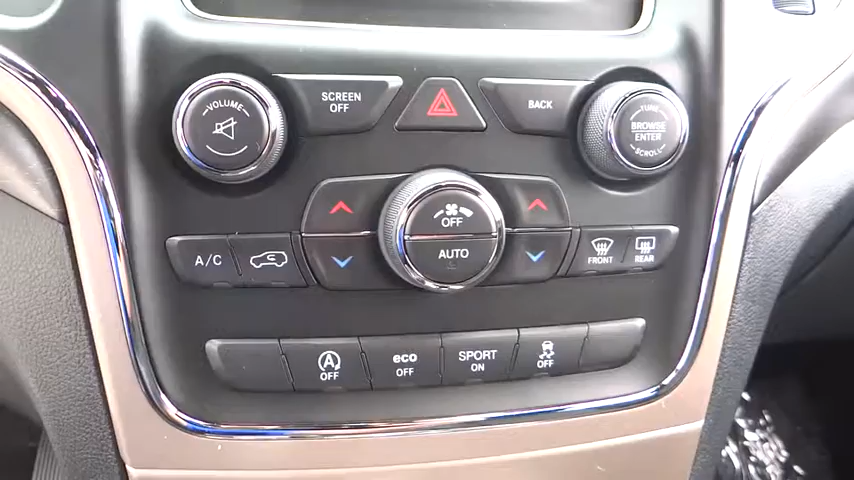 VOLUME
SCREEN
OFF
BACK
TUNE
BROWSE
ENTER
SCROLL
OFF
AUTO
A/C
FRONT
REAR
A
OFF
eco
OFF
SPORT
ON
OFF